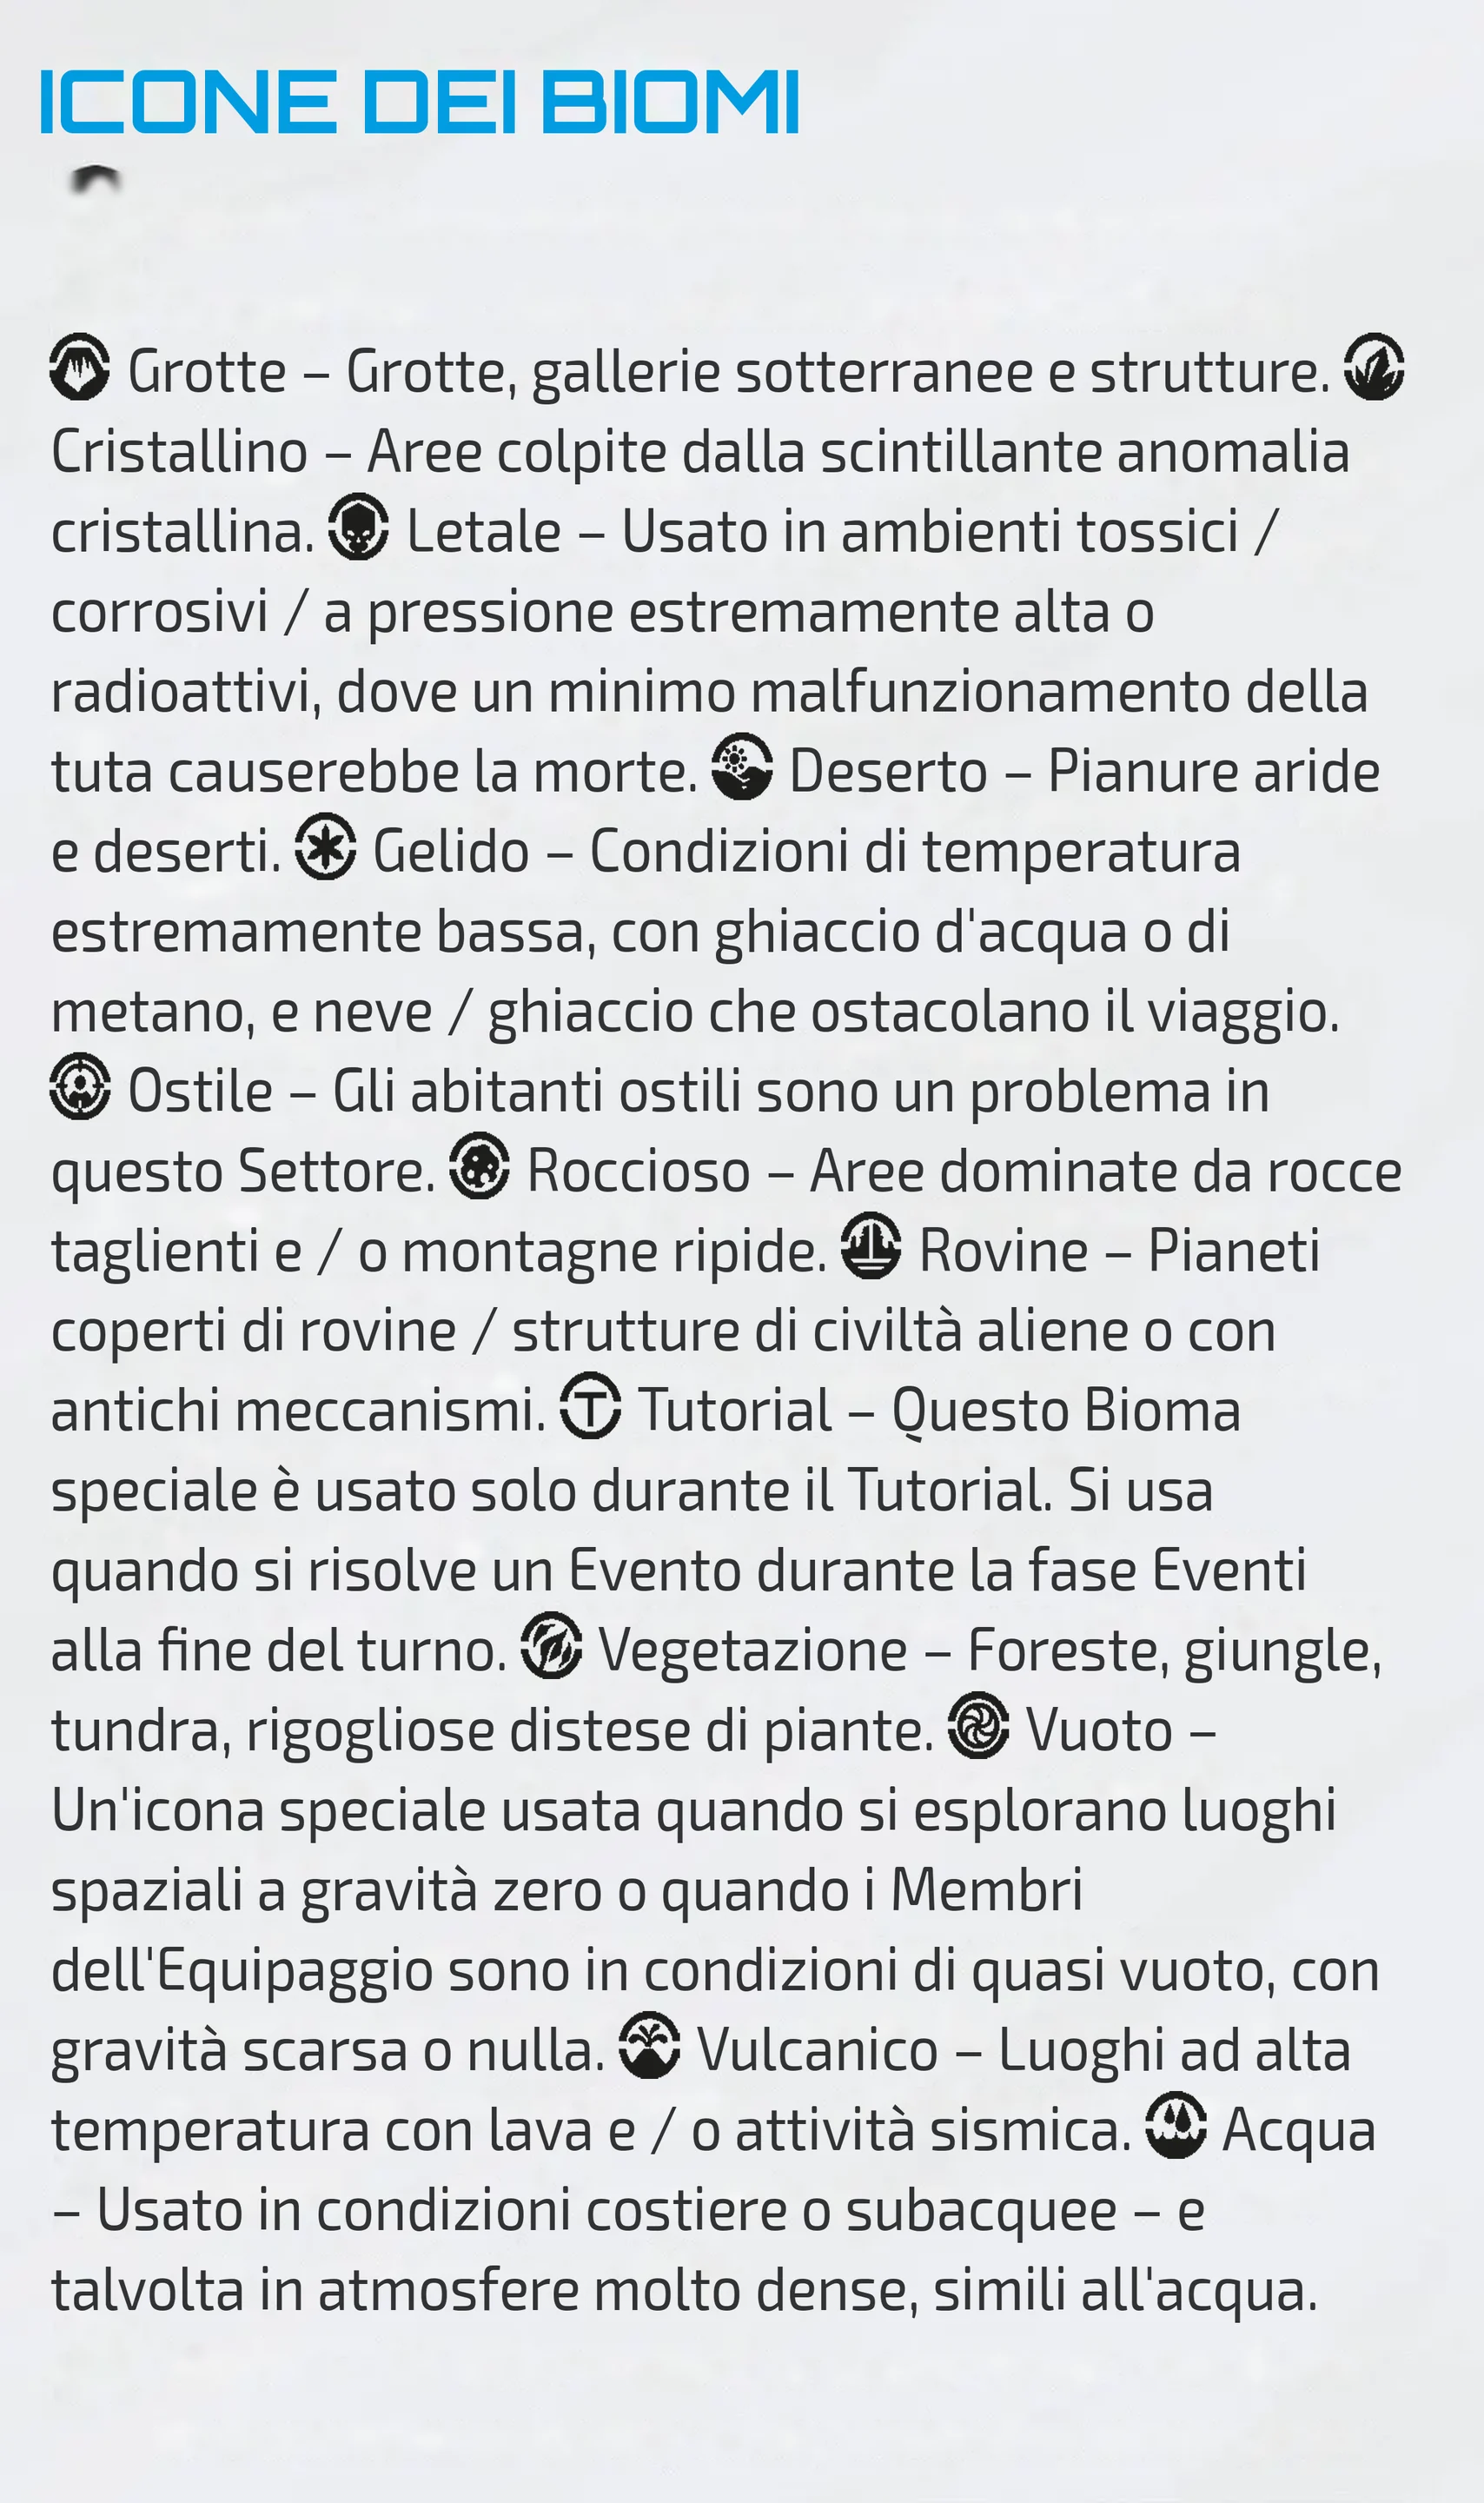 ICONE DEI BIOMI
Grotte – Grotte, gallerie sotterranee e strutture.
Cristallino – Aree colpite dalla scintillante anomalia
cristallina. Letale – Usato in ambienti tossici /
corrosivi / a pressione estremamente alta o
radioattivi, dove un minimo malfunzionamento della
tuta causerebbe la morte. Deserto – Pianure aride
e deserti. Gelido – Condizioni di temperatura
estremamente bassa, con ghiaccio d'acqua o di
metano, e neve / ghiaccio che ostacolano il viaggio.
Ostile – Gli abitanti ostili sono un problema in
questo Settore. Roccioso – Aree dominate da rocce
taglienti e / o montagne ripide. Rovine – Pianeti
coperti di rovine / strutture di civiltà aliene o con
antichi meccanismi. T Tutorial – Questo Bioma
speciale è usato solo durante il Tutorial. Si usa
quando si risolve un Evento durante la fase Eventi
alla fine del turno. Vegetazione – Foreste, giungle,
tundra, rigogliose distese di piante. Vuoto –
Un'icona speciale usata quando si esplorano luoghi
spaziali a gravità zero o quando i Membri
dell'Equipaggio sono in condizioni di quasi vuoto, con
gravità scarsa o nulla. Vulcanico – Luoghi ad alta
temperatura con lava e / o attività sismica. Acqua
– Usato in condizioni costiere o subacquee – e
talvolta in atmosfere molto dense, simili all'acqua.